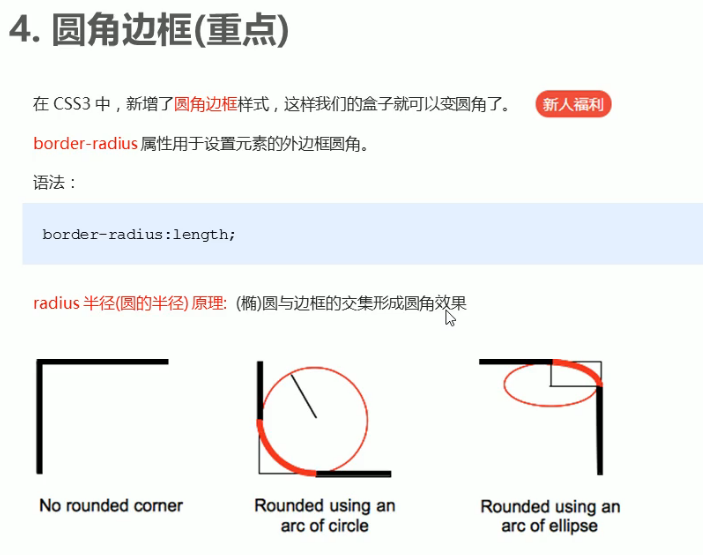 4. 圆角边框(重点)
在 CSS3 中，新增了圆角边框样式，这样我们的盒子就可以变圆角了。 新人福利
border-radius 属性用于设置元素的外边框圆角。
语法：
border-radius:length;
radius 半径(圆的半径) 原理: (椭)圆与边框的交集形成圆角效果
No rounded corner
Rounded using an
arc of circle
Rounded using an
arc of ellipse